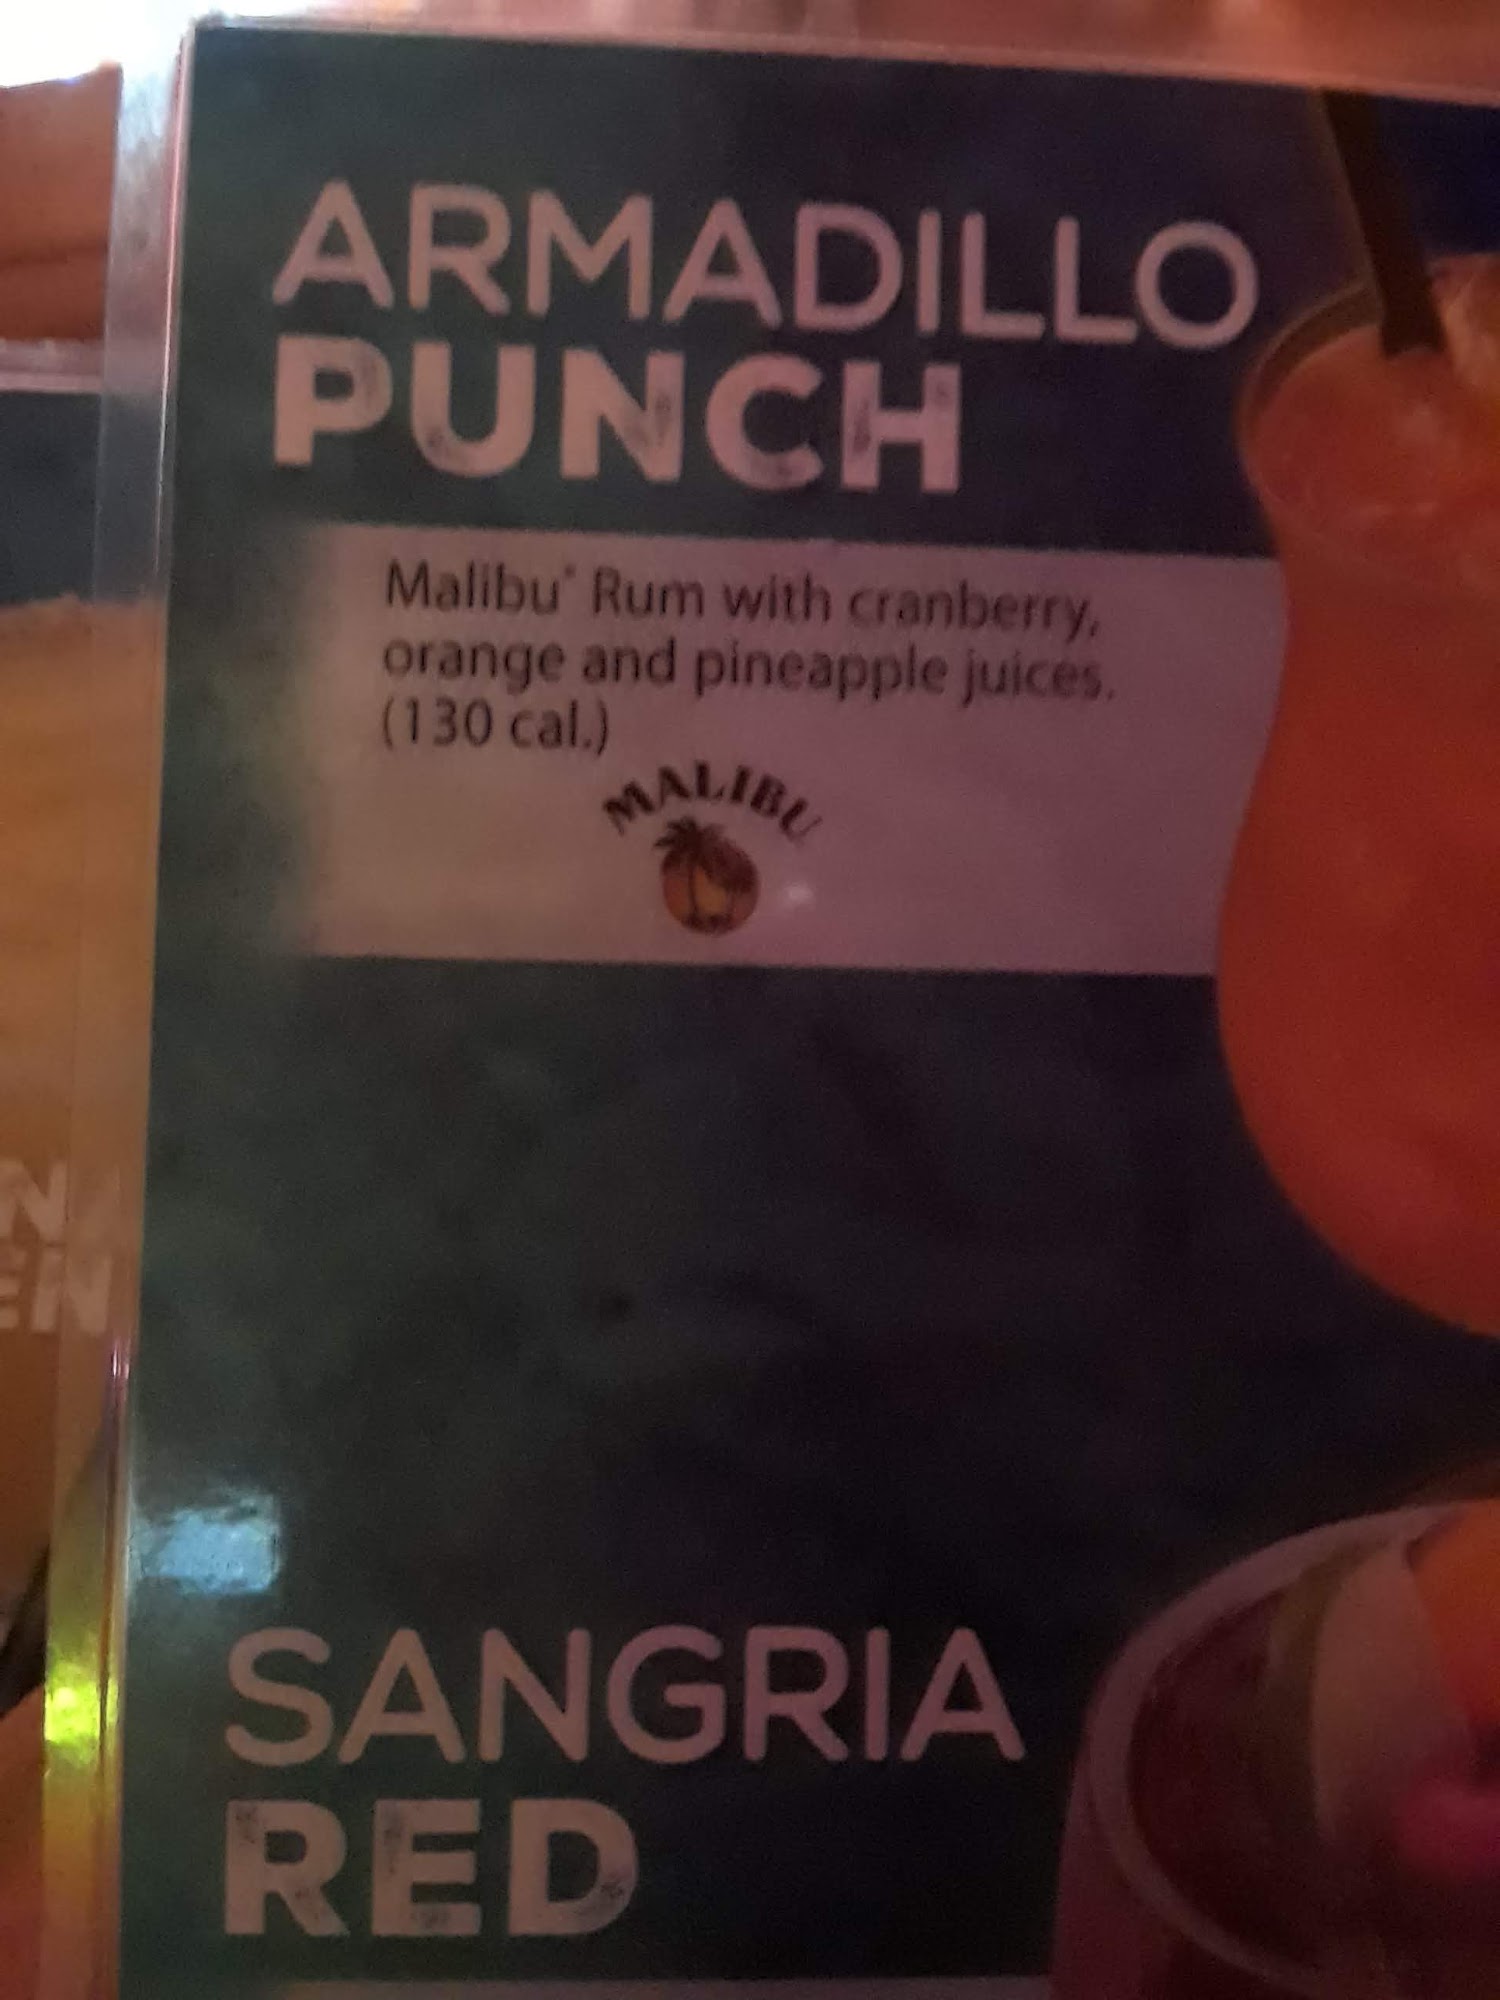 ARMADILLO
PUNCH
Malibu® Rum with cranberry,
orange and pineapple juices.
(130 cal.)
MALIBU
SANGRIA
RED